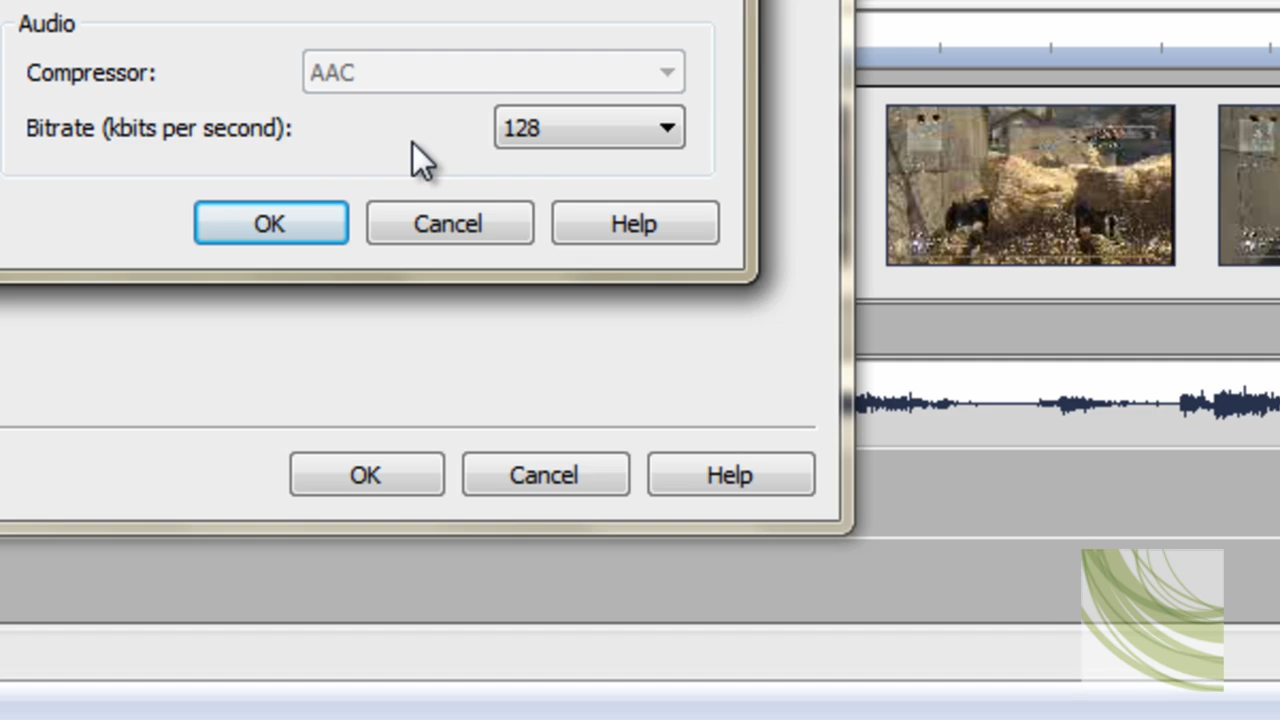 Audio
Compressor: AAC
Bitrate (kbits per second): 128
OK Cancel Help
OK Cancel Help